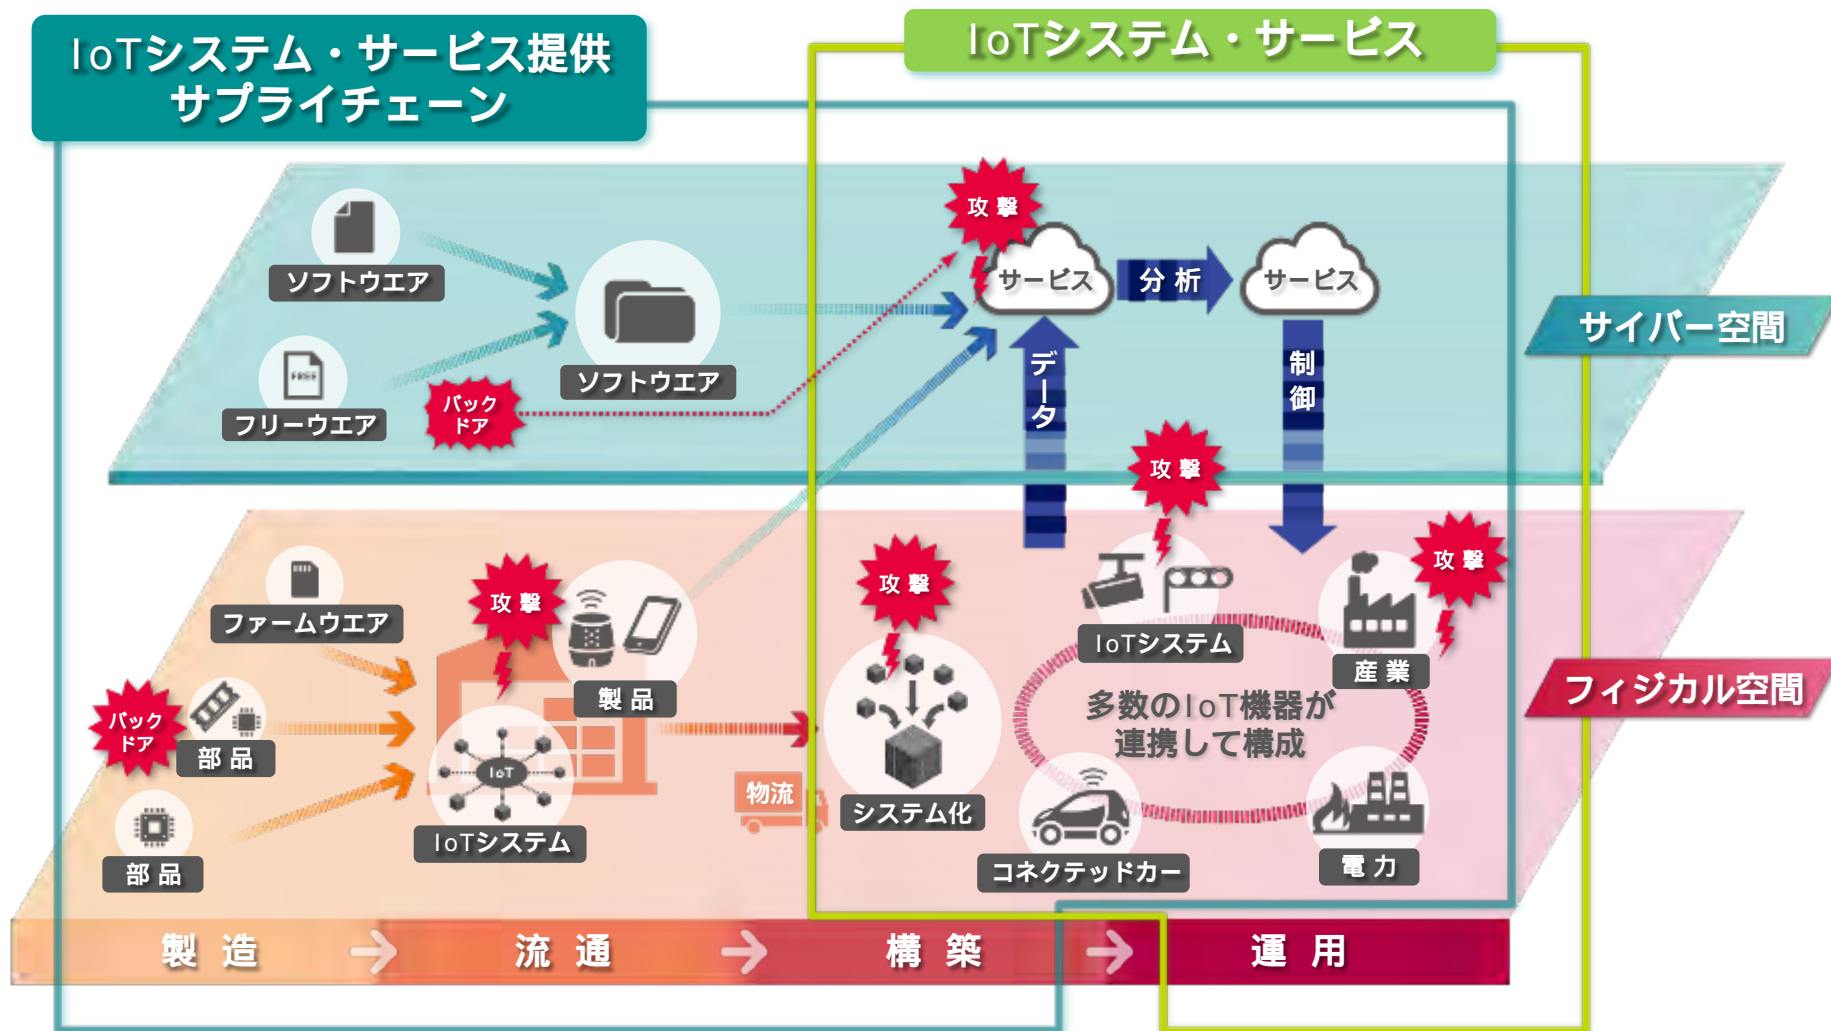 IoTシステム・サービス提供
サプライチェーン
IoTシステム・サービス
攻撃
ソフトウエア
サービス
分析
サービス
サイバー空間
FREE
フリーウエア
ソフトウエア
バック
ドア
データ
制御
攻撃
ファームウエア
攻撃
製品
攻撃
IoTシステム
攻撃
産業
フィジカル空間
バック
ドア
部品
多数のIoT機器が
連携して構成
IoT
IoTシステム
物流
システム化
部品
コネクテッドカー
電力
製造
流通
構築
運用